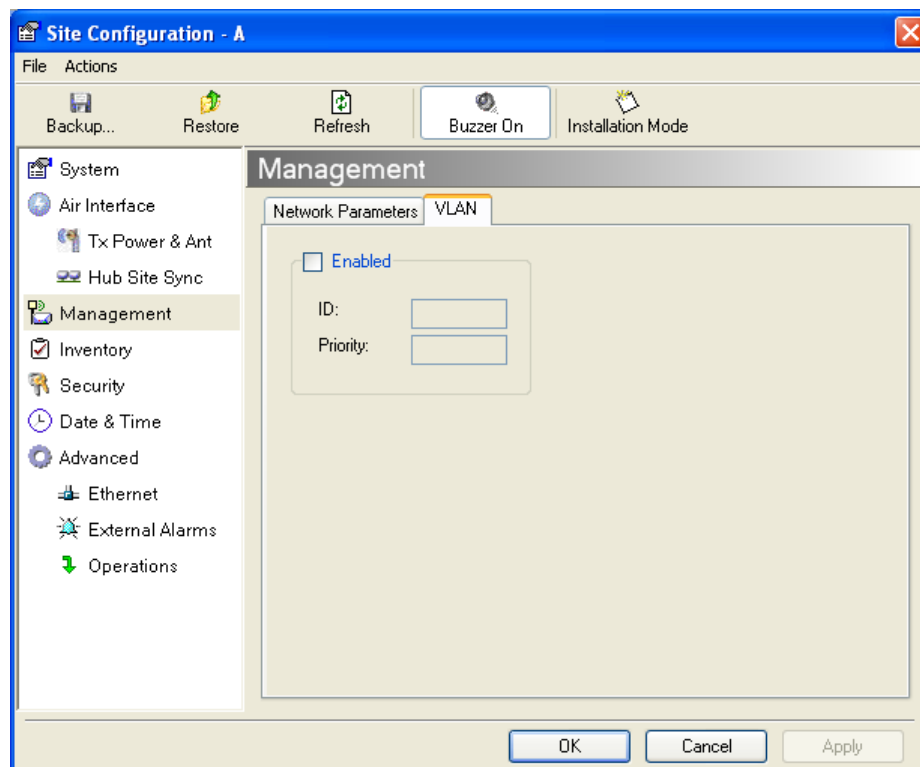 Site Configuration - A
File Actions
Backup... Restore Refresh Buzzer On Installation Mode
System
Air Interface
Tx Power & Ant
Hub Site Sync
Management
Inventory
Security
Date & Time
Advanced
Ethernet
External Alarms
Operations
Management
Network Parameters VLAN
Enabled
ID:
Priority:
OK Cancel Apply